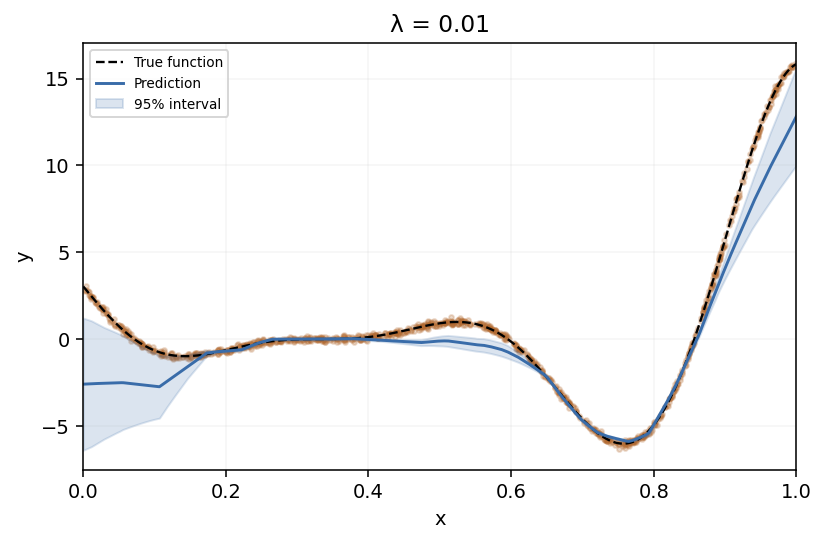 λ = 0.01
True function
Prediction
95% interval
15
10
5
0
−5
y
0.0 0.2 0.4 0.6 0.8 1.0
x